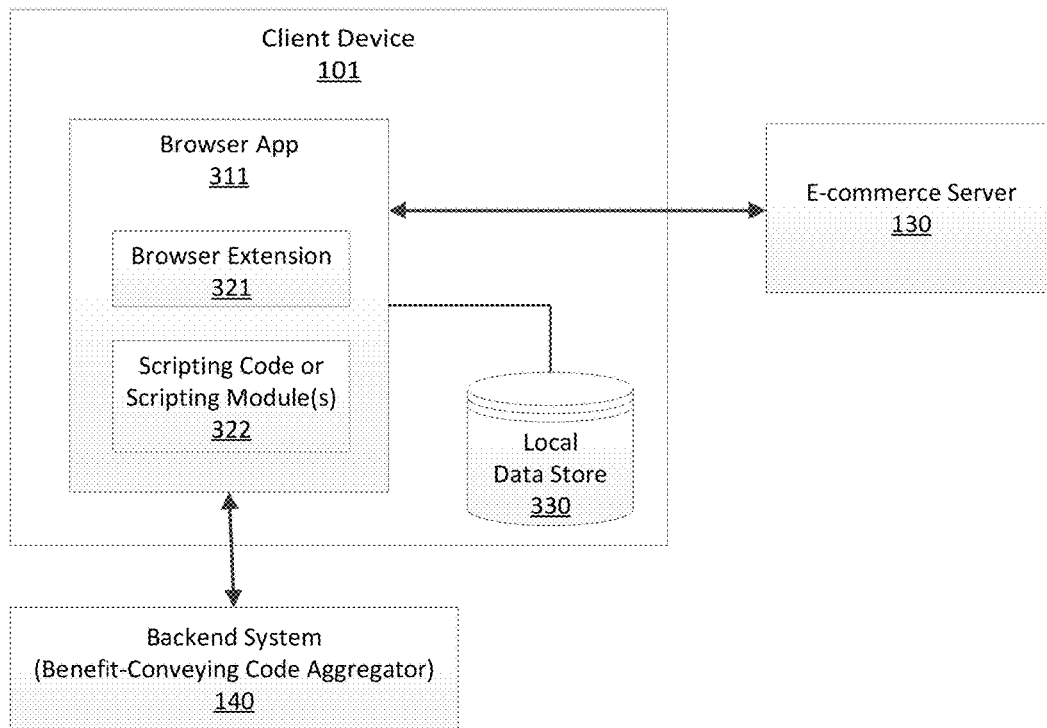 Client Device
101
Browser App
311
Browser Extension
321
Scripting Code or
Scripting Module(s)
322
Local
Data Store
330
E-commerce Server
130
Backend System
(Benefit-Conveying Code Aggregator)
140